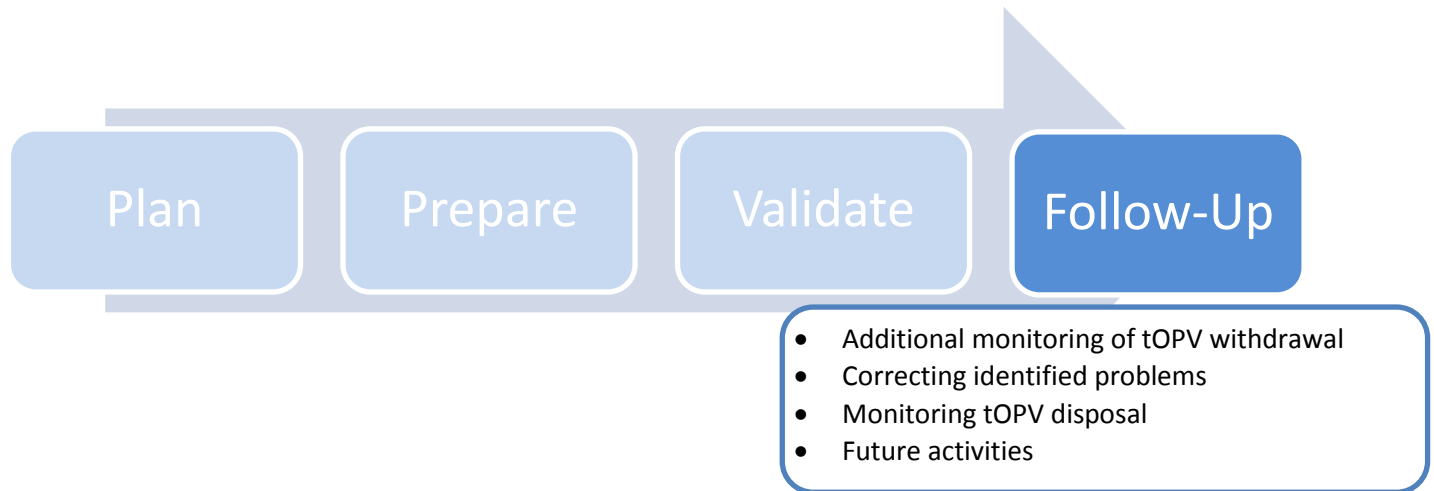 Plan
Prepare
Validate
Follow-Up
• Additional monitoring of tOPV withdrawal
• Correcting identified problems
• Monitoring tOPV disposal
• Future activities